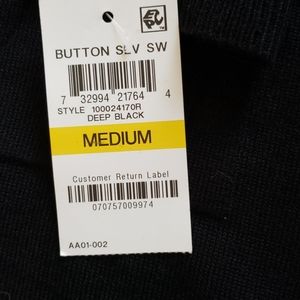 BUTTON SLV SW
7 32994 21764 4
STYLE 100024170R
DEEP BLACK
MEDIUM
Customer Return Label
070757009974
AA01-002